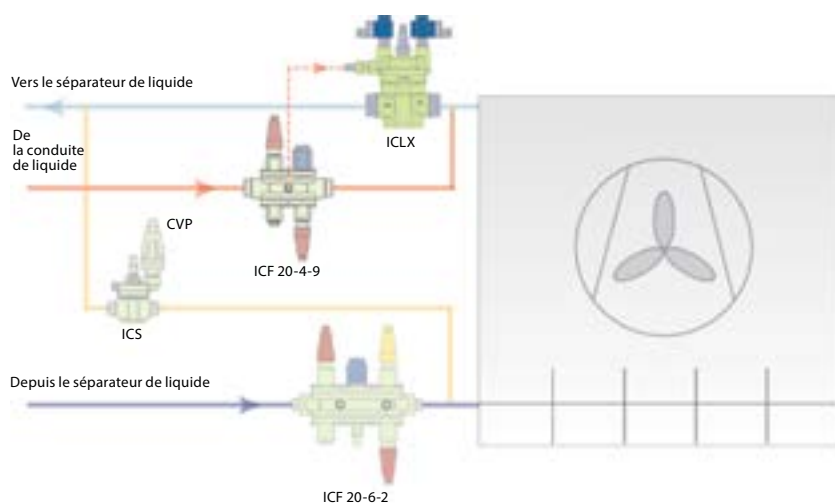 Vers le séparateur de liquide
ICLX
De
la conduite
de liquide
CVP
ICF 20-4-9
ICS
Depuis le séparateur de liquide
ICF 20-6-2